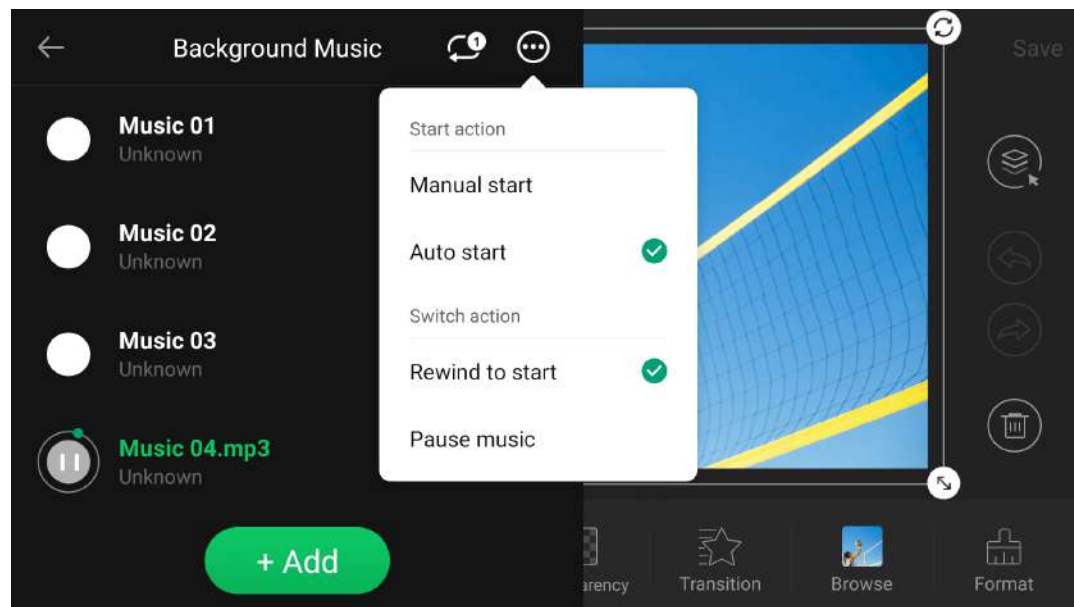 Background Music
1
Save
Music 01
Unknown
Music 02
Unknown
Music 03
Unknown
Music 04.mp3
Unknown
+ Add
Start action
Manual start
Auto start
Switch action
Rewind to start
Pause music
arency
Transition
Browse
Format